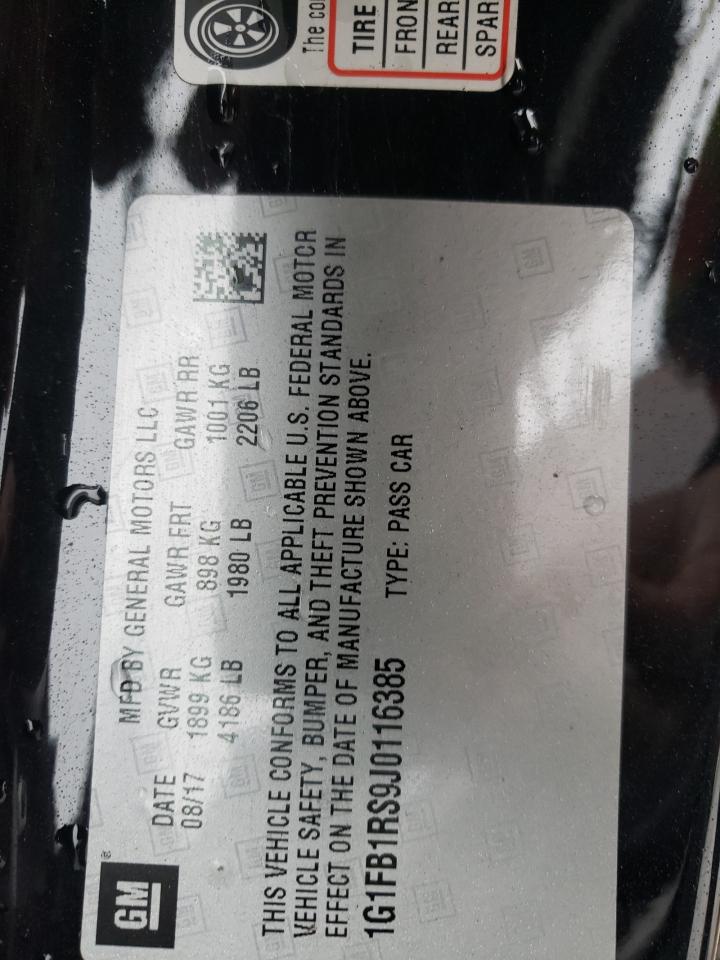 GM
MFD BY GENERAL MOTORS LLC
DATE GVWR GAWR FRT GAWR RR
08/17 1899 KG 898 KG 1001 KG
4186 LB 1980 LB 2206 LB
THIS VEHICLE CONFORMS TO ALL APPLICABLE U.S. FEDERAL MOTOR
VEHICLE SAFETY, BUMPER, AND THEFT PREVENTION STANDARDS IN
EFFECT ON THE DATE OF MANUFACTURE SHOWN ABOVE.
1G1FB1RS9J0116385 TYPE: PASS CAR
The co
TIRE
FRON
REAR
SPAR